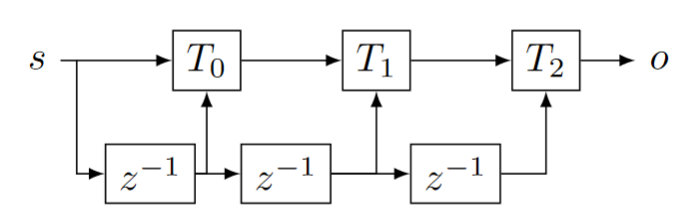 s T₀ T₁ T₂ o
z⁻¹ z⁻¹ z⁻¹